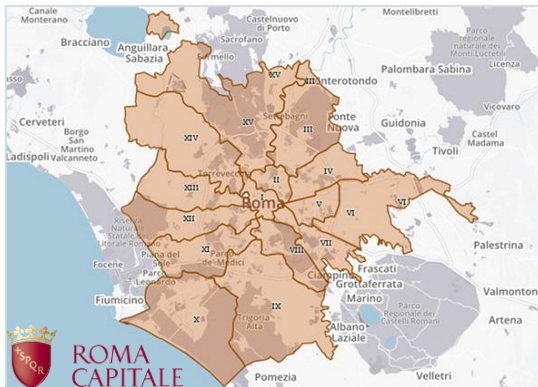 Canale
Monterano
Bracciano
Anguillara
Sabazia
Castelnuovo
di Porto
Sacrofano
Formello
Montelibretti
Parco
regionale
naturale dei
Monti Lucretili
Licenza
Palombara Sabina
Vicovaro
XV
III
XV
Settebagni
III
Fonte
Nuova
Guidonia
Castel
Madama
Tivoli
Cerveteri
Borgo
San
Martino
Valcanneto
Ladispoli
XIV
Torrevecchia
II
IV
I
Roma
V
VI
VI
XIII
XII
Riserva
Naturale
Statale
Litorale Romano
XI
VIII
VII
Palestrina
Piana del
Sole
Parco
de' Medici
Focene
Parco
Leonardo
Ciampino
Frascati
Grottaferrata
Marino
Valmonton
Fiumicino
X
IX
Trigoria
Alta
Parco
Regionale dei
Castelli Romani
Artena
Albano
Laziale
Velletri
Pomezia
SPQR
ROMA
CAPITALE